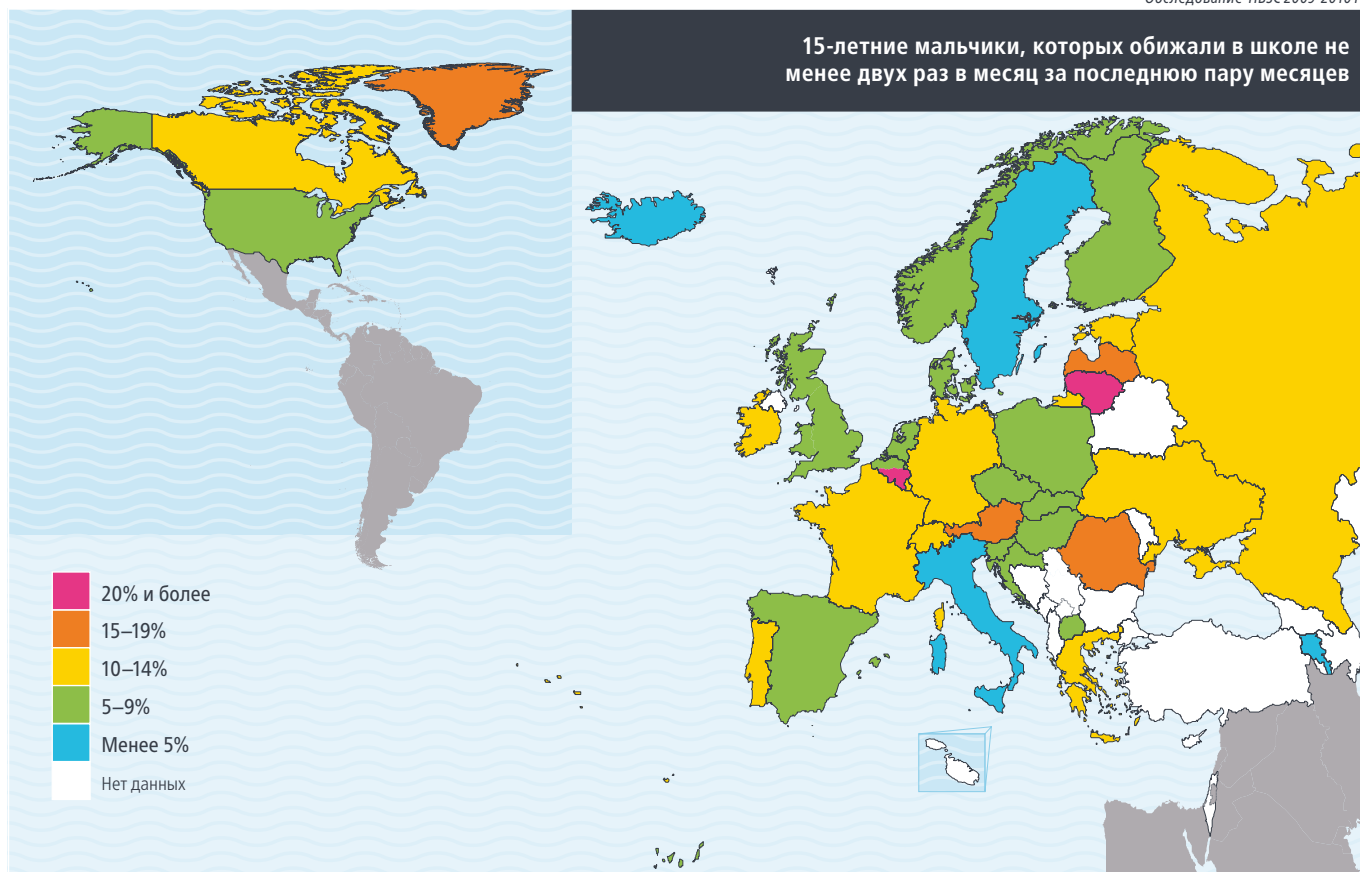 15-летние мальчики, которых обижали в школе не
менее двух раз в месяц за последнюю пару месяцев
20% и более
15–19%
10–14%
5–9%
Менее 5%
Нет данных